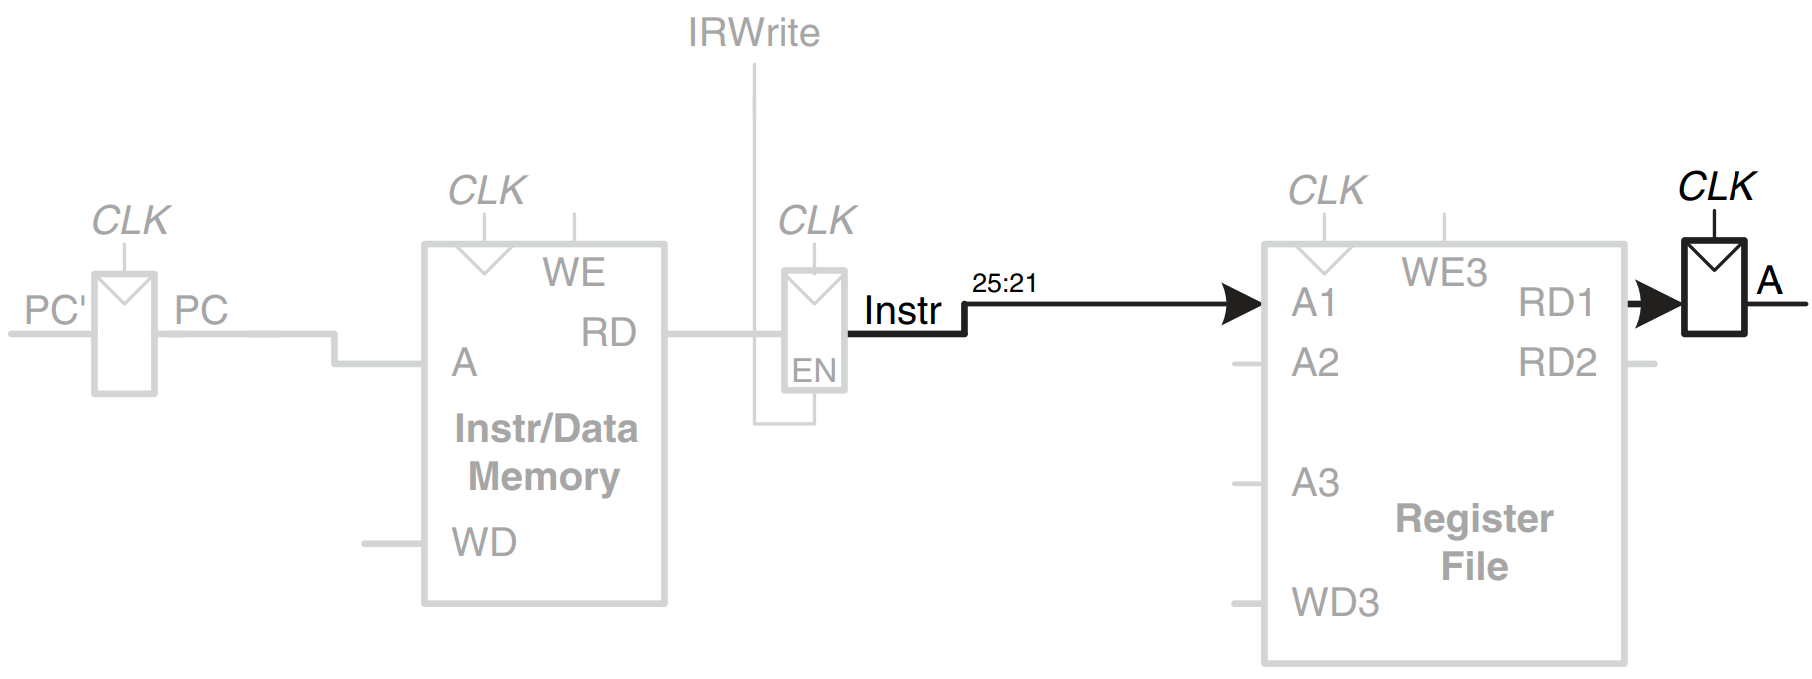 IRWrite
CLK
CLK
CLK
CLK
CLK
PC'
PC
WE
RD
A
Instr/Data
Memory
WD
EN
Instr
25:21
WE3
A1
RD1
A2
RD2
A3
Register
File
WD3
A